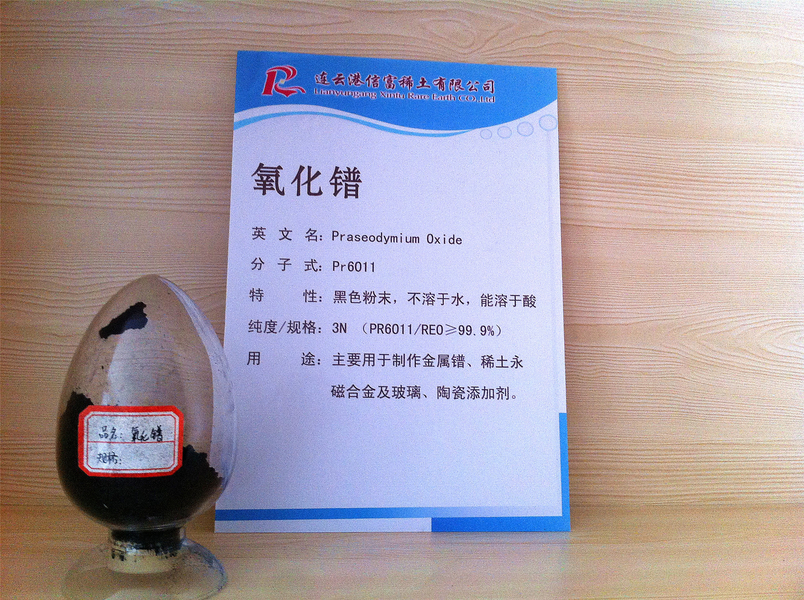 连云港信富稀土有限公司
Lianyungang Xinfu Rare Earth CO.,Ltd
氧化镨
英文名：Praseodymium Oxide
分子式：Pr6O11
特性：黑色粉末，不溶于水，能溶于酸
纯度/规格：3N （PR6O11/REO≥99.9%）
用途：主要用于制作金属镨、稀土永
磁合金及玻璃、陶瓷添加剂。
品名：氧化镨
规格：